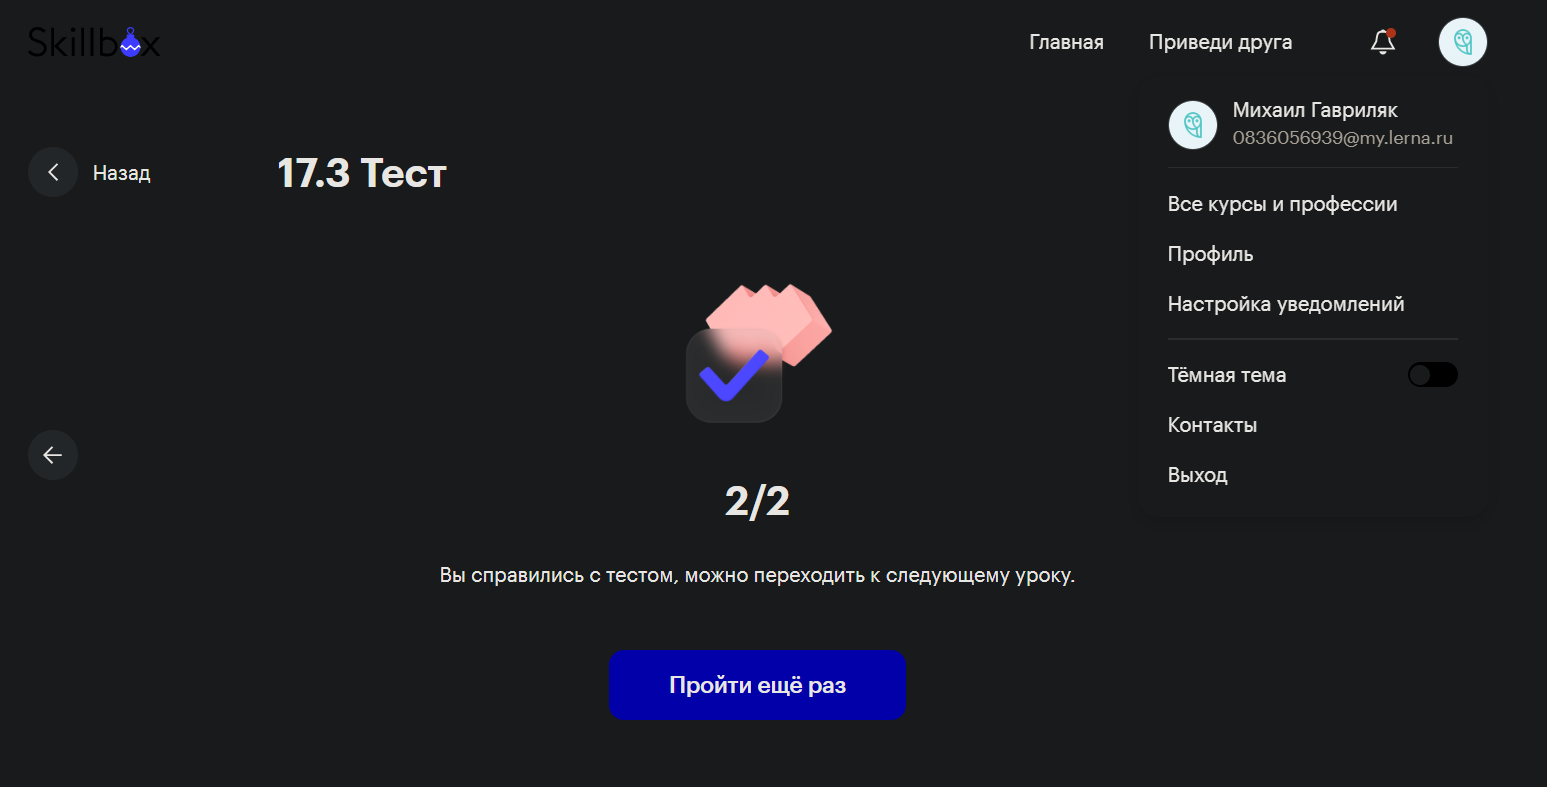 Skillbox
Главная
Приведи друга
Михаил Гавриляк
0836056939@my.lerna.ru
Назад
17.3 Тест
Все курсы и профессии
Профиль
Настройка уведомлений
Тёмная тема
Контакты
Выход
2/2
Вы справились с тестом, можно переходить к следующему уроку.
Пройти ещё раз